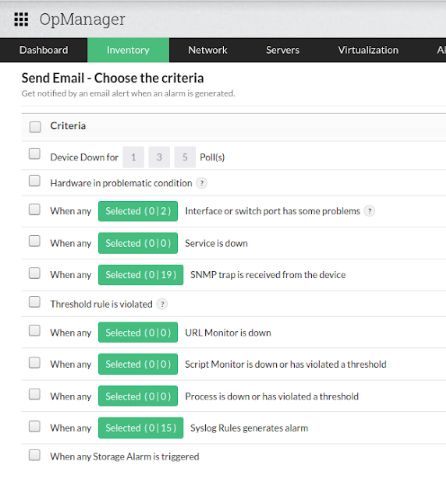 OpManager
Dashboard Inventory Network Servers Virtualization
Send Email - Choose the criteria
Get notified by an email alert when an alarm is generated.
Criteria
Device Down for 1 3 5 Poll(s)
Hardware in problematic condition ?
When any Selected ( 0 | 2 ) Interface or switch port has some problems ?
When any Selected ( 0 | 0 ) Service is down
When any Selected ( 0 | 19 ) SNMP trap is received from the device
Threshold rule is violated ?
When any Selected ( 0 | 0 ) URL Monitor is down
When any Selected ( 0 | 0 ) Script Monitor is down or has violated a threshold
When any Selected ( 0 | 0 ) Process is down or has violated a threshold
When any Selected ( 0 | 15 ) Syslog Rules generates alarm
When any Storage Alarm is triggered